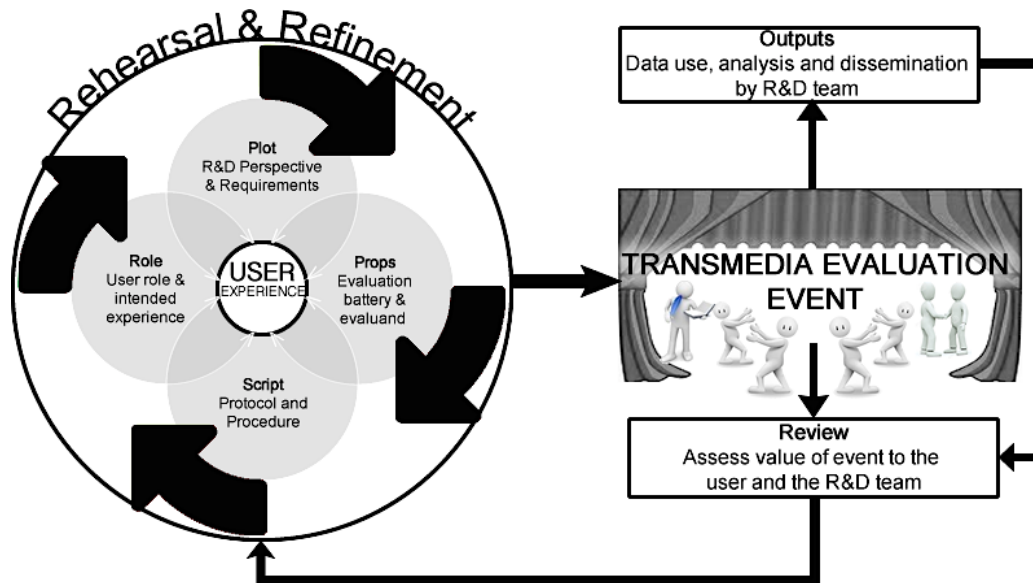 Rehearsal & Refinement
Plot
R&D Perspective
& Requirements
Role
User role &
intended
experience
USER
EXPERIENCE
Props
Evaluation
battery &
evaluand
Script
Protocol and
Procedure
Outputs
Data use, analysis and dissemination
by R&D team
TRANSMEDIA EVALUATION
EVENT
Review
Assess value of event to the
user and the R&D team